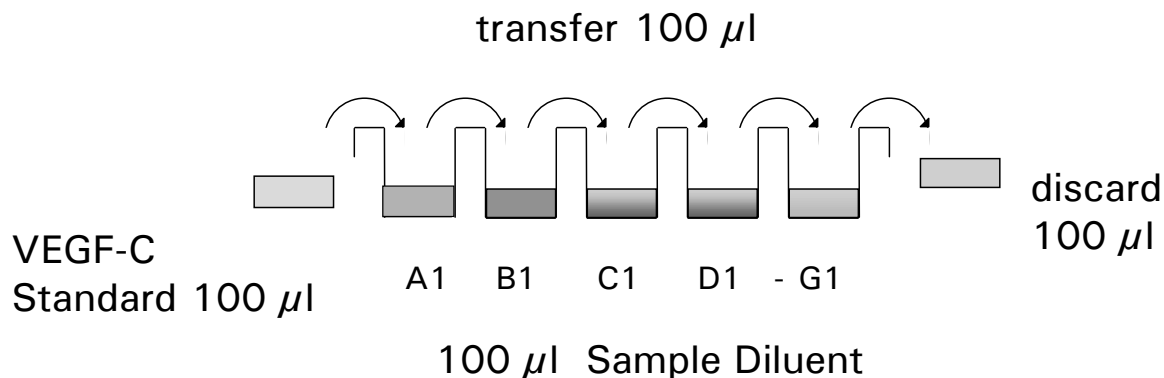 transfer 100 µl
discard
100 µl
VEGF-C
Standard 100 µl
A1 B1 C1 D1 - G1
100 µl Sample Diluent